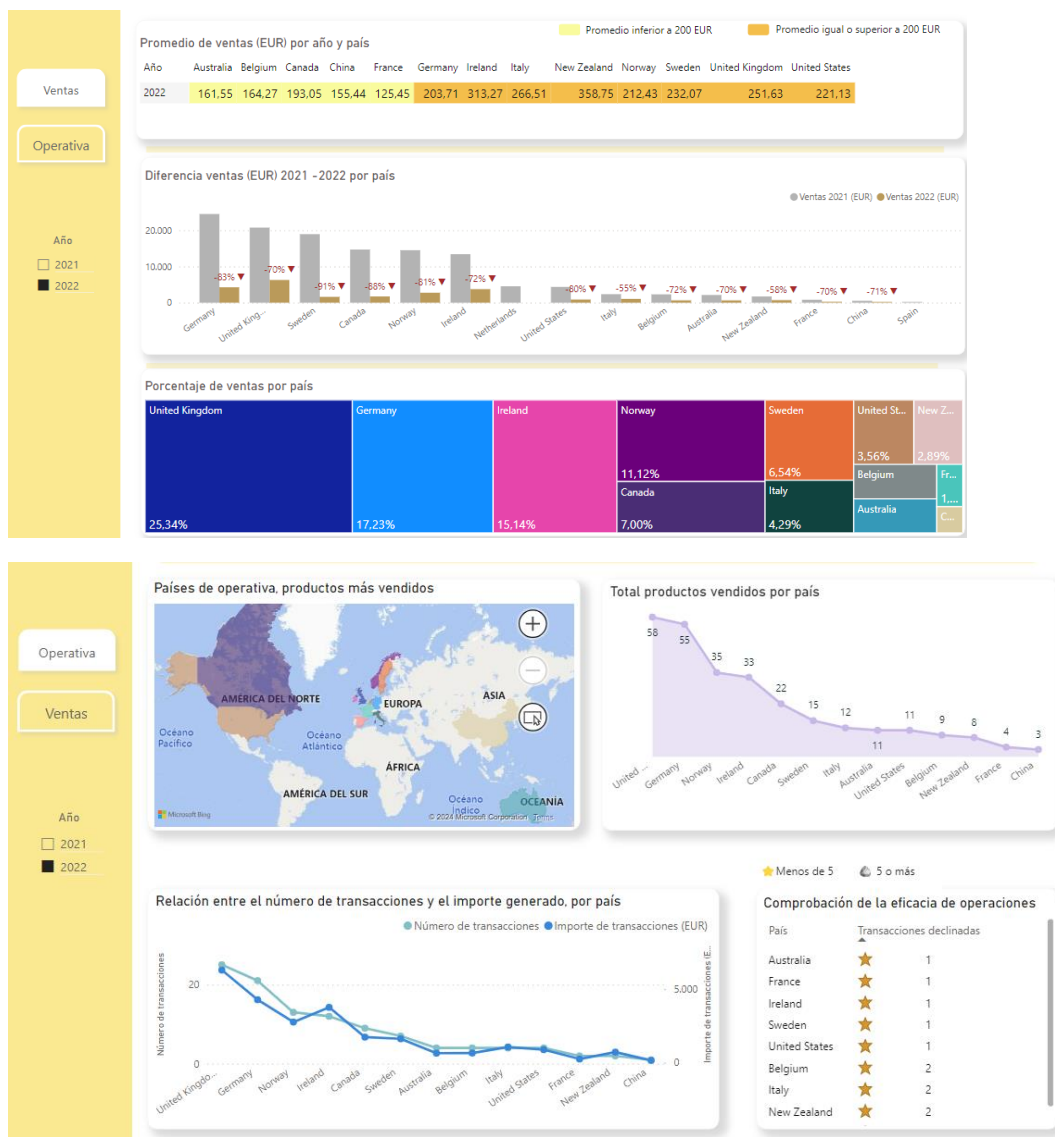 Promedio inferior a 200 EUR Promedio igual o superior a 200 EUR
Promedio de ventas (EUR) por año y país
Año Australia Belgium Canada China France Germany Ireland Italy New Zealand Norway Sweden United Kingdom United States
2022 161,55 164,27 193,05 155,44 125,45 203,71 313,27 266,51 358,75 212,43 232,07 251,63 221,13
Ventas
Operativa
Año
2021
2022
Diferencia ventas (EUR) 2021 -2022 por país
Ventas 2021 (EUR) Ventas 2022 (EUR)
20.000
10.000
0
-83% ▼ -70% ▼ -91% ▼ -88% ▼ -81% ▼ -72% ▼ -80% ▼ -55% ▼ -72% ▼ -70% ▼ -58% ▼ -70% ▼ -71% ▼
Germany United King... Sweden Canada Norway Ireland Netherlands United States Italy Belgium Australia New Zealand France China Spain
Porcentaje de ventas por país
United Kingdom
25,34%
Germany
17,23%
Ireland
15,14%
Norway
11,12%
Canada
7,00%
Sweden
6,54%
Italy
4,29%
United St...
3,56%
New Z...
2,89%
Belgium
Australia
Fr...
1,...
C...
Operativa
Ventas
Año
2021
2022
Países de operativa, productos más vendidos
AMÉRICA DEL NORTE
EUROPA
ASIA
Océano
Pacífico
Océano
Atlántico
ÁFRICA
AMÉRICA DEL SUR
Océano
Índico
OCEANÍA
Microsoft Bing
© 2024 Microsoft Corporation Terms
Total productos vendidos por país
58 55 35 33 22 15 12 11 11 9 8 4 3
United ... Germany Norway Ireland Canada Sweden Italy Australia United States Belgium New Zealand France China
Relación entre el número de transacciones y el importe generado, por país
Número de transacciones Importe de transacciones (EUR)
Número de transacciones
20
0
5.000
0
Importe de transacciones (E...
United Kingdo... Germany Norway Ireland Canada Sweden Australia Belgium Italy United States France New Zealand China
Menos de 5 5 o más
Comprobación de la eficacia de operaciones
País Transacciones declinadas
Australia 1
France 1
Ireland 1
Sweden 1
United States 1
Belgium 2
Italy 2
New Zealand 2